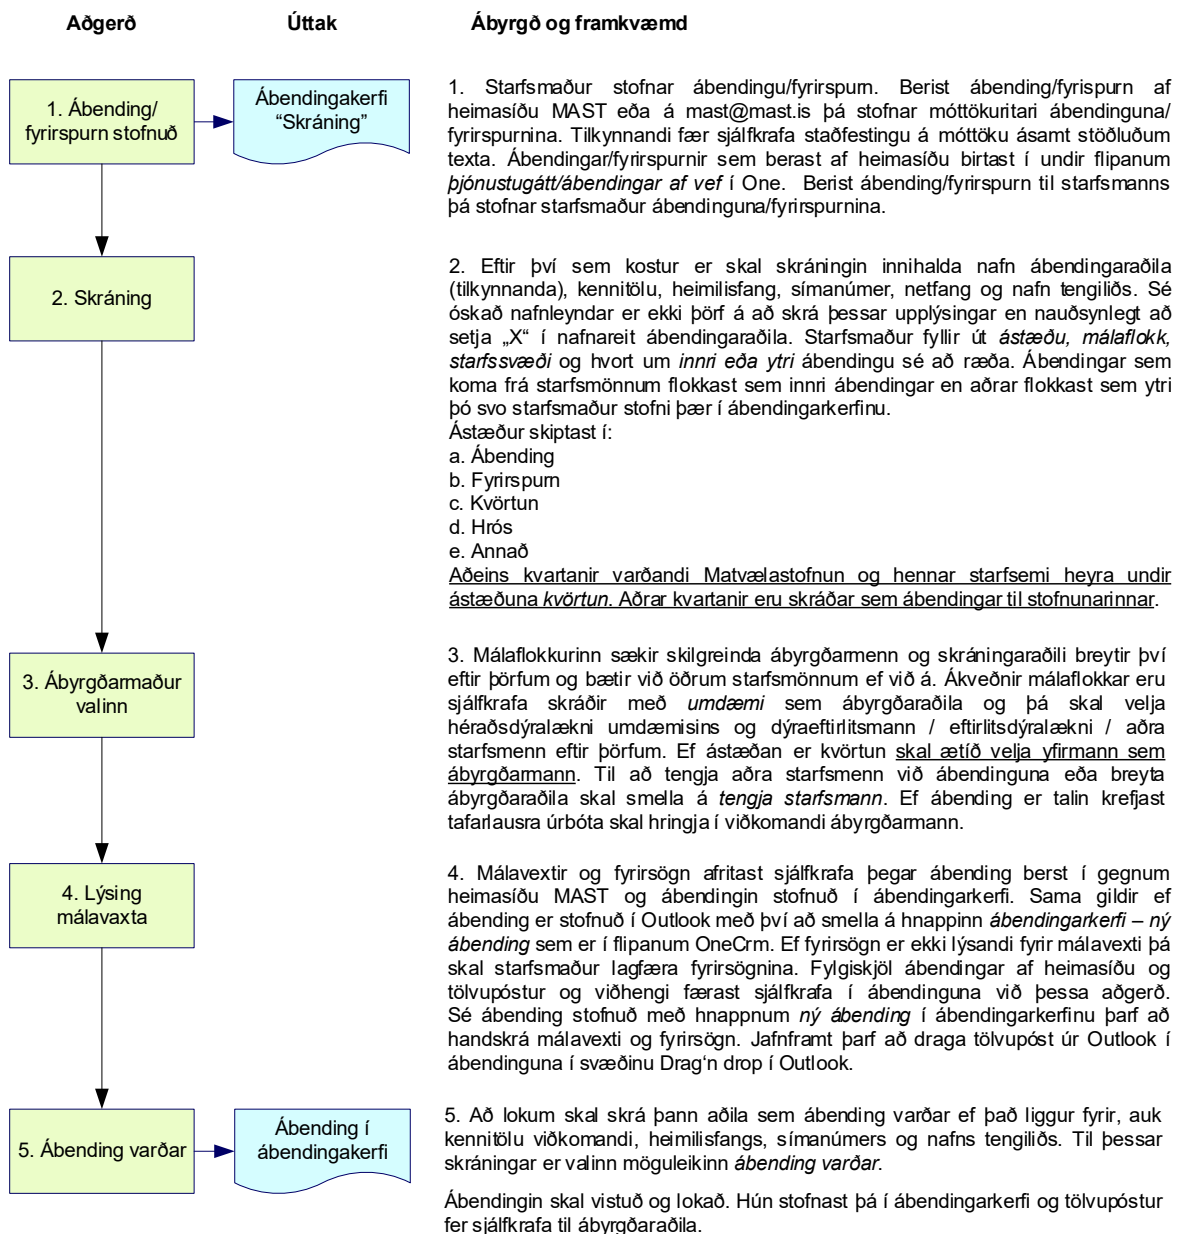 Aðgerð
Úttak
Ábyrgð og framkvæmd
1. Ábending/
fyrirspurn stofnuð
Ábendingakerfi
“Skráning”
1. Starfsmaður stofnar ábendingu/fyrirspurn. Berist ábending/fyrispurn af
heimasíðu MAST eða á mast@mast.is þá stofnar móttökuritari ábendinguna/
fyrirspurnina. Tilkynnandi fær sjálfkrafa staðfestingu á móttöku ásamt stöðluðum
texta. Ábendingar/fyrirspurnir sem berast af heimasíðu birtast í undir flipanum
þjónustugátt/ábendingar af vef í One. Berist ábending/fyrirspurn til starfsmanns
þá stofnar starfsmaður ábendinguna/fyrirspurnina.
2. Skráning
2. Eftir því sem kostur er skal skráningin innihalda nafn ábendingaraðila
(tilkynnanda), kennitölu, heimilisfang, símanúmer, netfang og nafn tengiliðs. Sé
óskað nafnleyndar er ekki þörf á að skrá þessar upplýsingar en nauðsynlegt að
setja „X“ í nafnareit ábendingaraðila. Starfsmaður fyllir út ástæðu, málaflokk,
starfssvæði og hvort um innri eða ytri ábendingu sé að ræða. Ábendingar sem
koma frá starfsmönnum flokkast sem innri ábendingar en aðrar flokkast sem ytri
þó svo starfsmaður stofni þær í ábendingarkerfinu.
Ástæður skiptast í:
a. Ábending
b. Fyrirspurn
c. Kvörtun
d. Hrós
e. Annað
Aðeins kvartanir varðandi Matvælastofnun og hennar starfsemi heyra undir
ástæðuna kvörtun. Aðrar kvartanir eru skráðar sem ábendingar til stofnunarinnar.
3. Ábyrgðarmaður
valinn
3. Málaflokkurinn sækir skilgreinda ábyrgðarmenn og skráningaraðili breytir því
eftir þörfum og bætir við öðrum starfsmönnum ef við á. Ákveðnir málaflokkar eru
sjálfkrafa skráðir með umdæmi sem ábyrgðaraðila og þá skal velja
héraðsdýralækni umdæmisins og dýraeftirlitsmann / eftirlitsdýralækni / aðra
starfsmenn eftir þörfum. Ef ástæðan er kvörtun skal ætíð velja yfirmann sem
ábyrgðarmann. Til að tengja aðra starfsmenn við ábendinguna eða breyta
ábyrgðaraðila skal smella á tengja starfsmann. Ef ábending er talin krefjast
tafarlausra úrbóta skal hringja í viðkomandi ábyrgðarmann.
4. Lýsing
málavaxta
4. Málavextir og fyrirsögn afritast sjálfkrafa þegar ábending berst í gegnum
heimasíðu MAST og ábendingin stofnuð í ábendingarkerfi. Sama gildir ef
ábending er stofnuð í Outlook með því að smella á hnappinn ábendingarkerfi – ný
ábending sem er í flipanum OneCrm. Ef fyrirsögn er ekki lýsandi fyrir málavexti þá
skal starfsmaður lagfæra fyrirsögnina. Fylgiskjöl ábendingar af heimasíðu og
tölvupóstur og viðhengi færast sjálfkrafa í ábendinguna við þessa aðgerð.
Sé ábending stofnuð með hnappnum ný ábending í ábendingarkerfinu þarf að
handskrá málavexti og fyrirsögn. Jafnframt þarf að draga tölvupóst úr Outlook í
ábendinguna í svæðinu Drag‘n drop í Outlook.
5. Ábending varðar
Ábending í
ábendingakerfi
5. Að lokum skal skrá þann aðila sem ábending varðar ef það liggur fyrir, auk
kennitölu viðkomandi, heimilisfangs, símanúmers og nafns tengiliðs. Til þessar
skráningar er valinn möguleikinn ábending varðar.
Ábendingin skal vistuð og lokað. Hún stofnast þá í ábendingarkerfi og tölvupóstur
fer sjálfkrafa til ábyrgðaraðila.